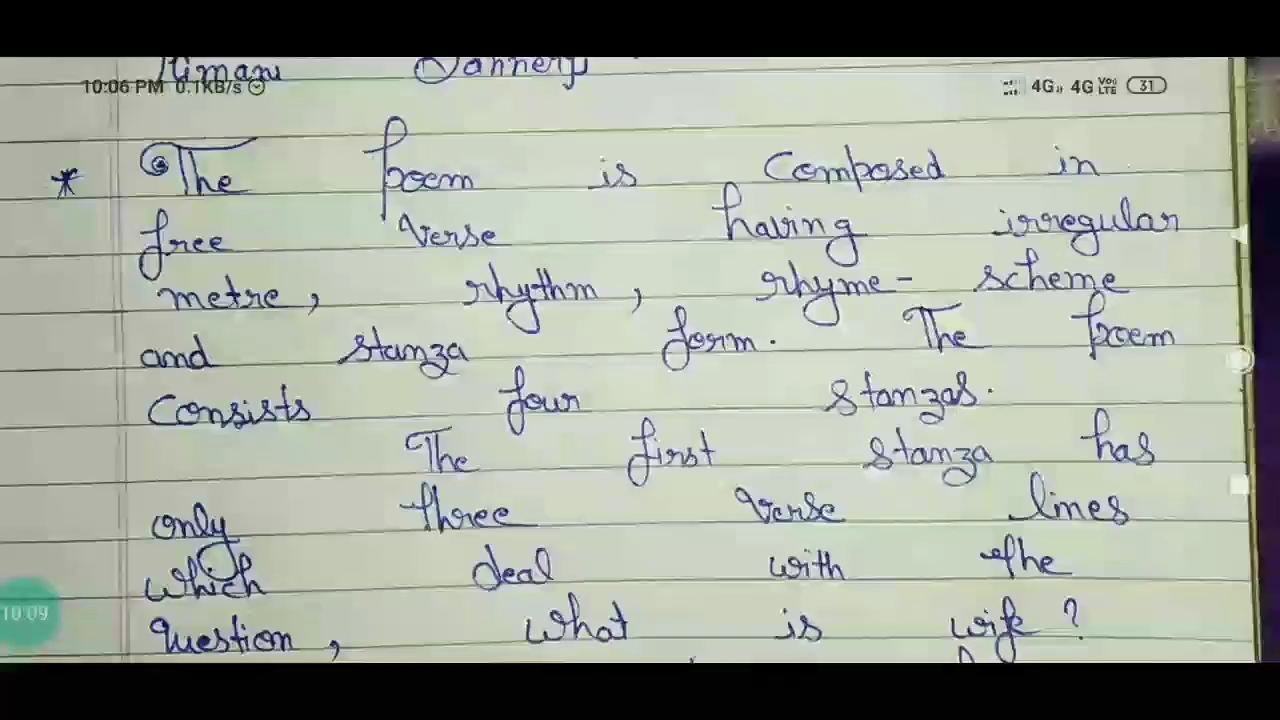 10:06 PM 0.1KB/s 4G 4G VoLTE 31
* The poem is Composed in
free verse having irregular
metre, rhythm, rhyme- scheme
and stanza form. The poem
Consists four stanzas.
The first stanza has
only three verse lines
which deal with the
question, what is wife?
10:09